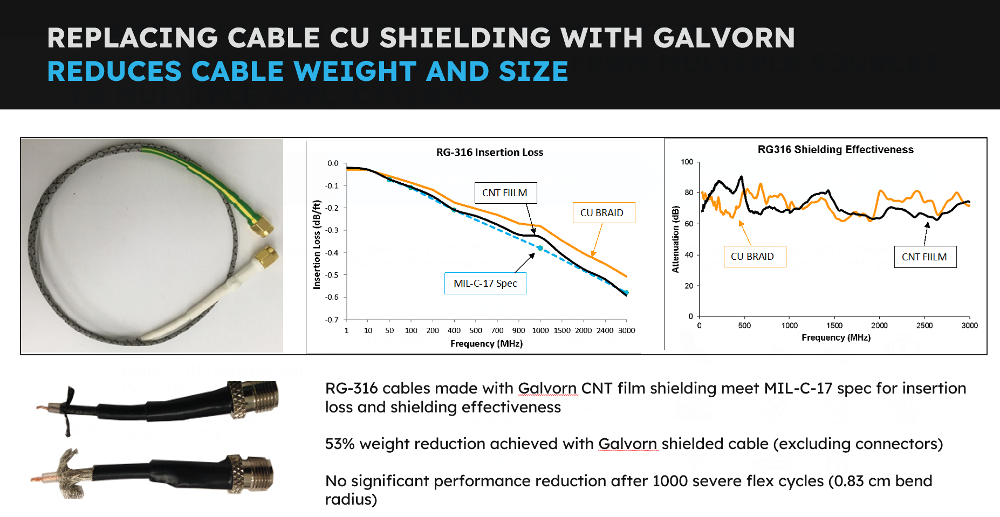 REPLACING CABLE CU SHIELDING WITH GALVORN
REDUCES CABLE WEIGHT AND SIZE
RG-316 Insertion Loss
0.0
-0.1
-0.2
-0.3
-0.4
-0.5
-0.6
-0.7
Insertion Loss (dB/ft)
CNT FIILM
CU BRAID
MIL-C-17 Spec
1 10 50 100 200 400 500 700 900 1000 1500 2000 2400 3000
Frequency (MHz)
RG316 Shielding Effectiveness
100
80
60
40
20
0
Attenuation (dB)
CU BRAID
CNT FIILM
0 500 1000 1500 2000 2500 3000
Frequency (MHz)
RG-316 cables made with Galvorn CNT film shielding meet MIL-C-17 spec for insertion
loss and shielding effectiveness
53% weight reduction achieved with Galvorn shielded cable (excluding connectors)
No significant performance reduction after 1000 severe flex cycles (0.83 cm bend
radius)